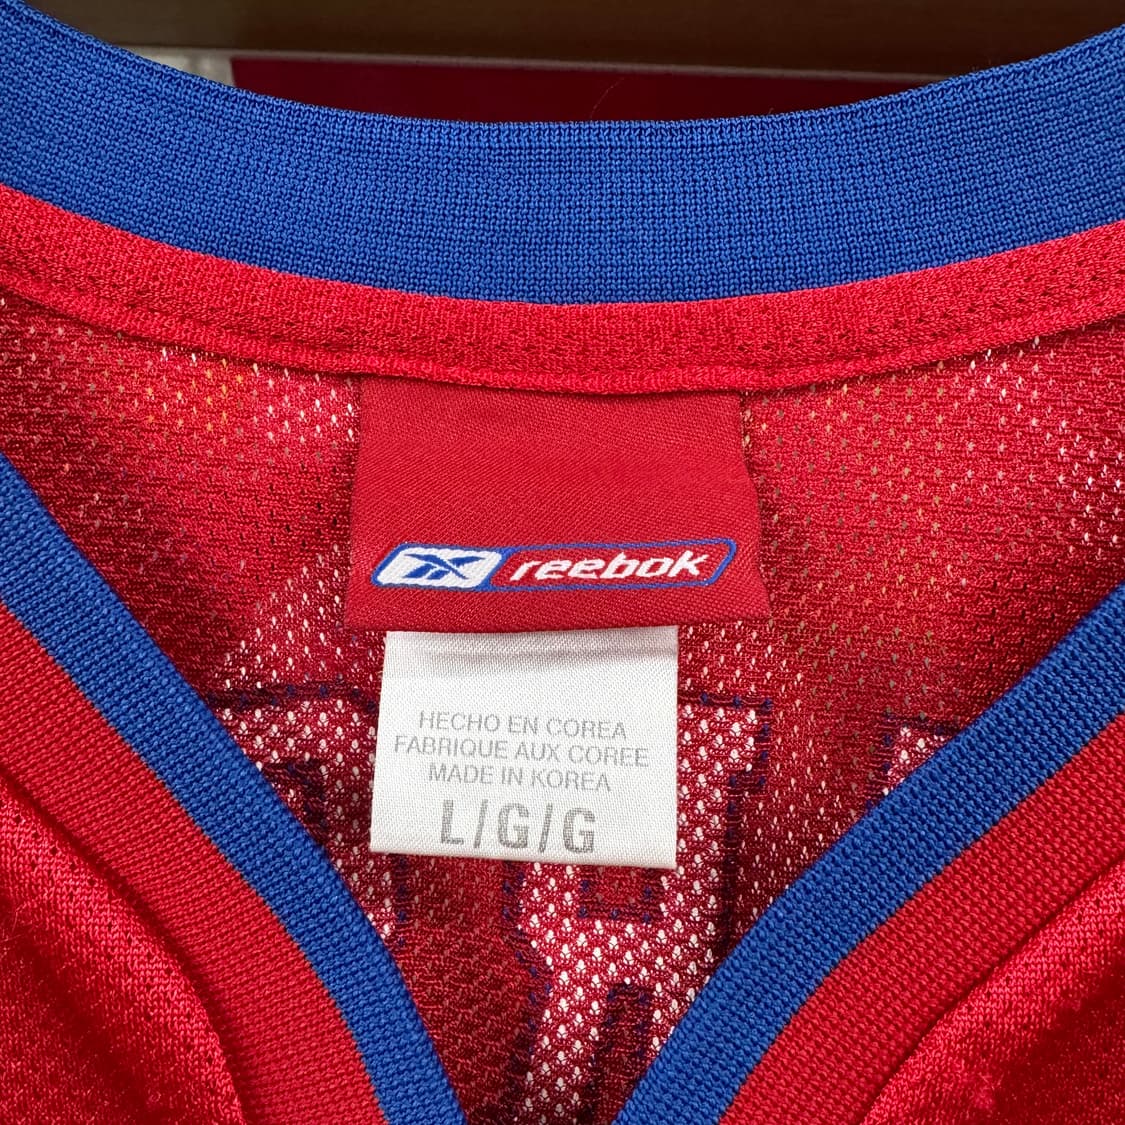 reebok
HECHO EN COREA
FABRIQUE AUX COREE
MADE IN KOREA
L/G/G